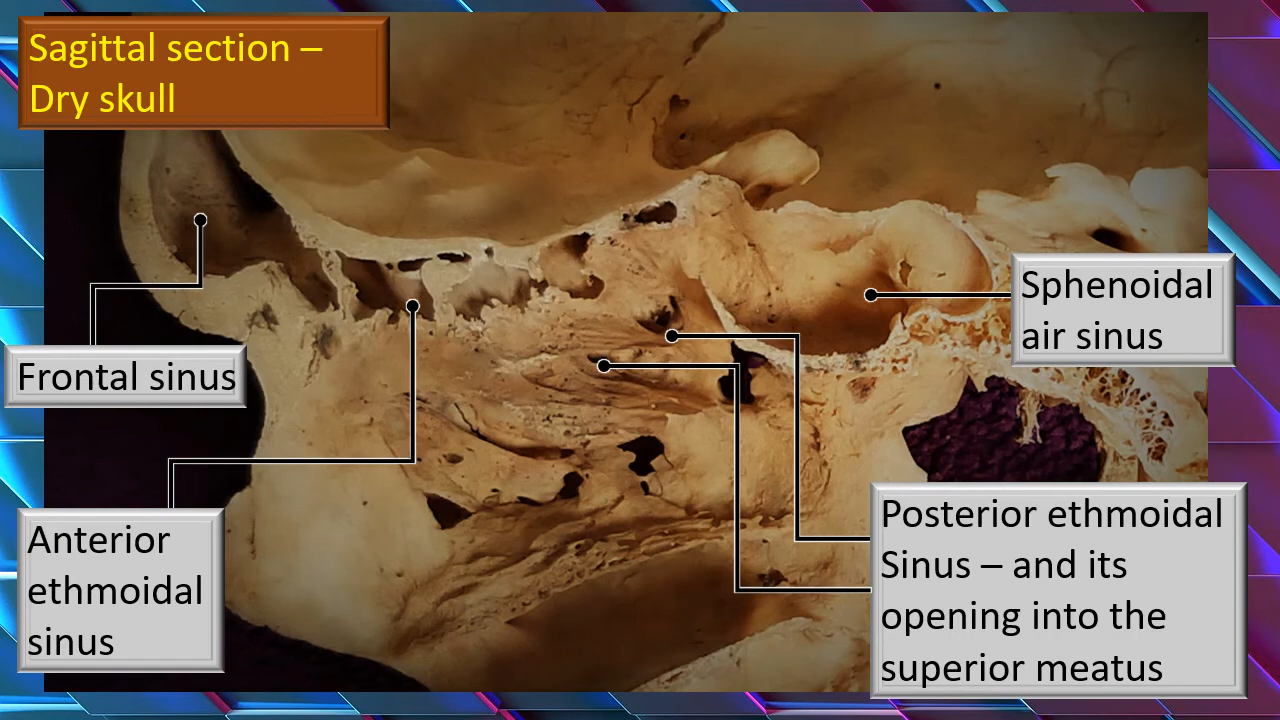 Sagittal section –
Dry skull
Frontal sinus
Sphenoidal
air sinus
Anterior
ethmoidal
sinus
Posterior ethmoidal
Sinus – and its
opening into the
superior meatus